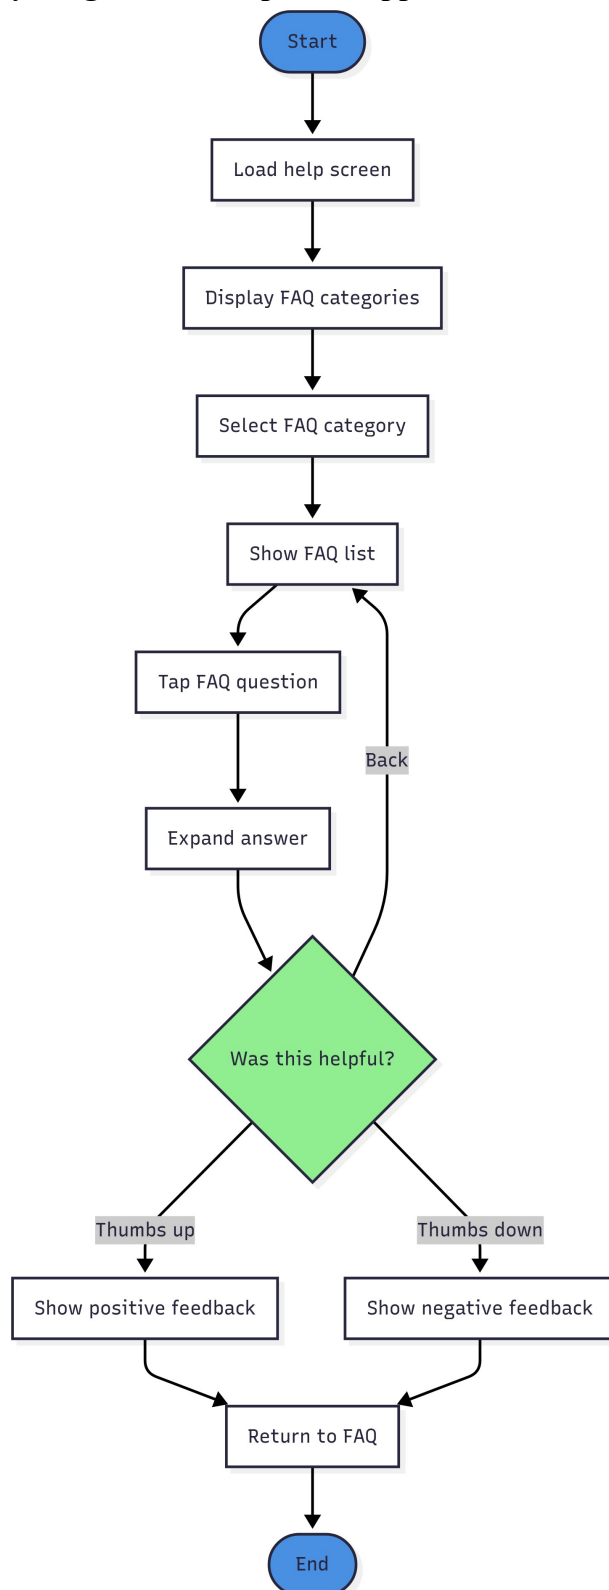 Start
Load help screen
Display FAQ categories
Select FAQ category
Show FAQ list
Tap FAQ question
Back
Expand answer
Was this helpful?
Thumbs up
Thumbs down
Show positive feedback
Show negative feedback
Return to FAQ
End